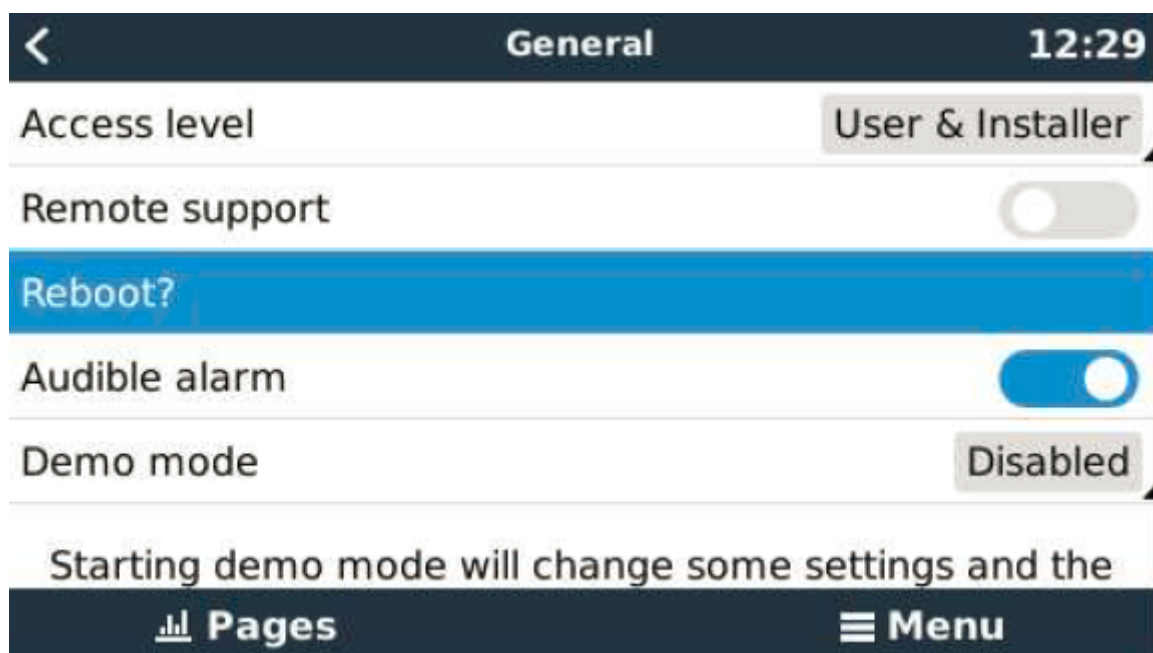 General 12:29
Access level User & Installer
Remote support
Reboot?
Audible alarm
Demo mode Disabled
Starting demo mode will change some settings and the
Pages Menu